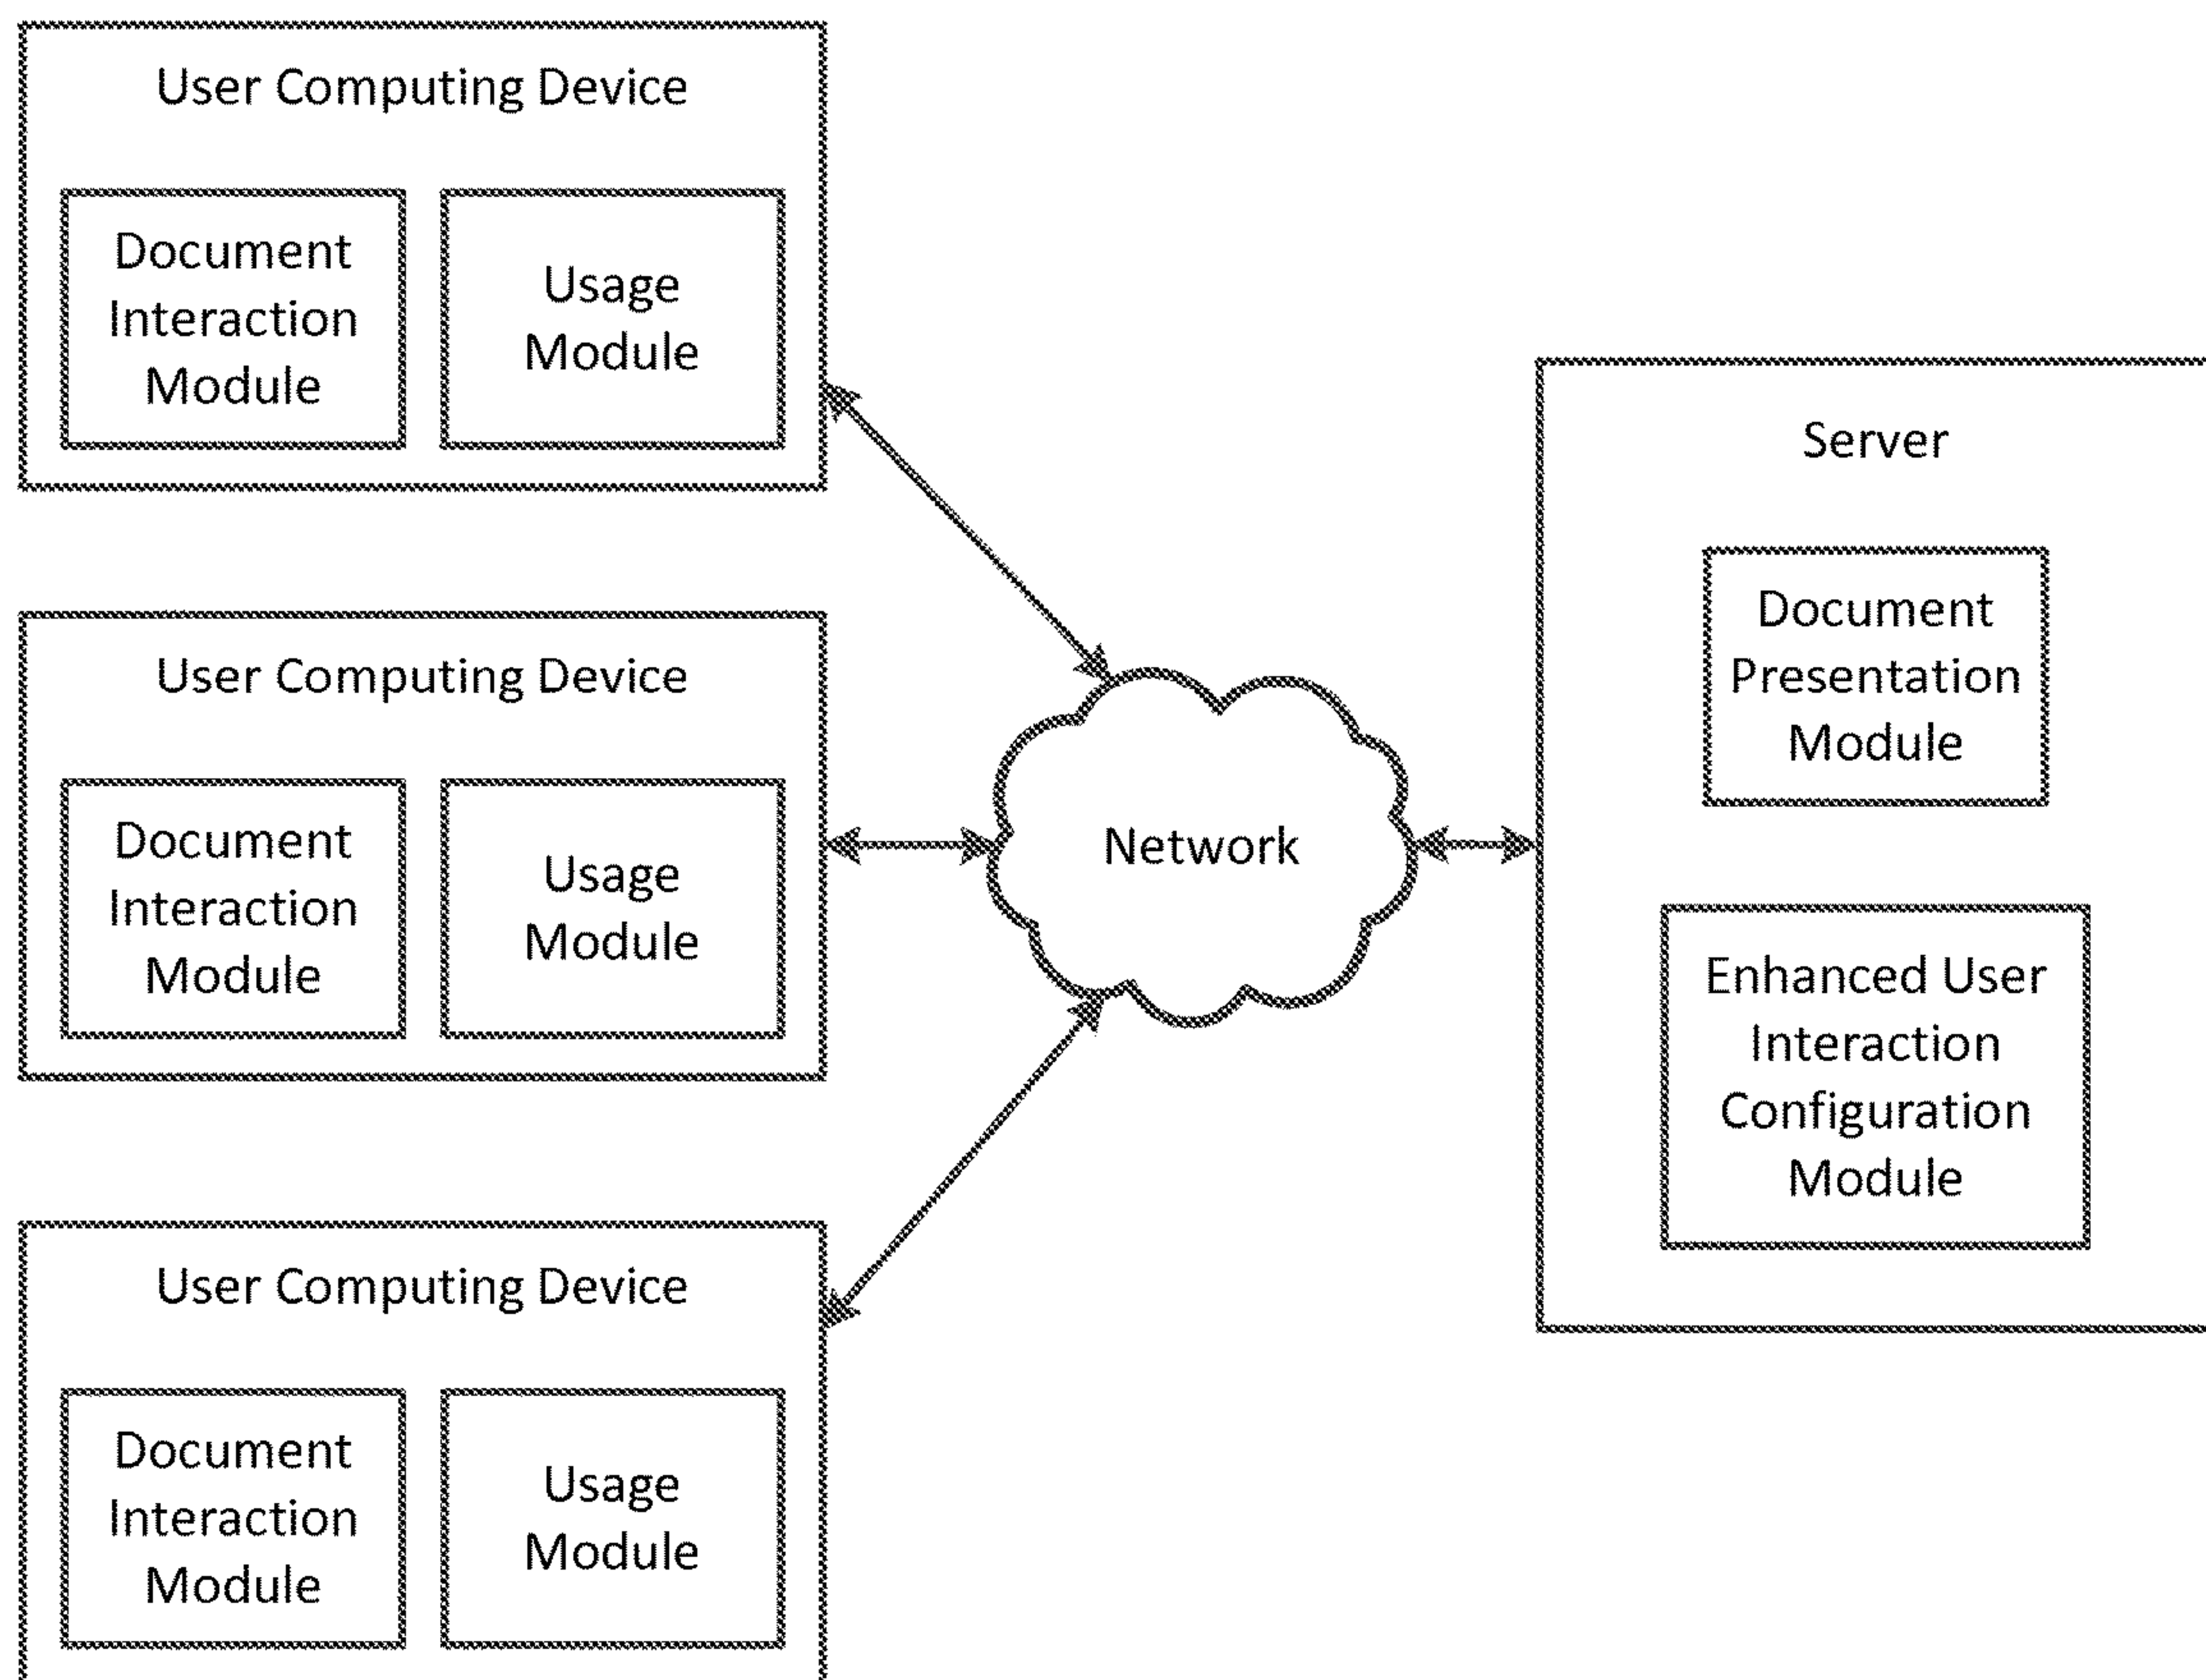 User Computing Device
Document
Interaction
Module
Usage
Module
User Computing Device
Document
Interaction
Module
Usage
Module
User Computing Device
Document
Interaction
Module
Usage
Module
Network
Server
Document
Presentation
Module
Enhanced User
Interaction
Configuration
Module